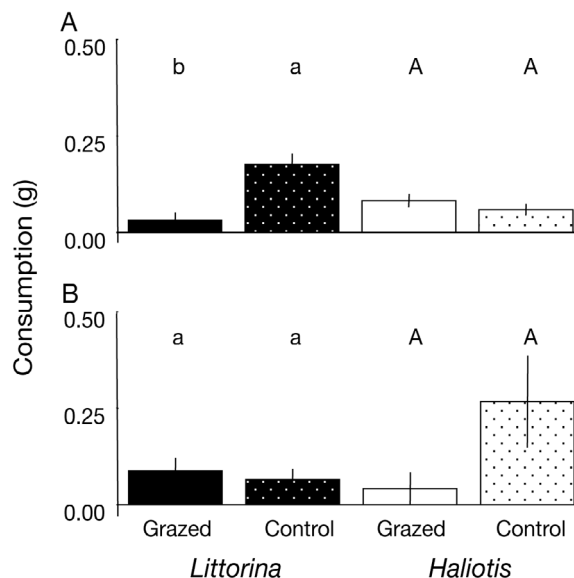 A
0.50
b a A A
0.25
0.00
Consumption (g)
B
0.50
a a A A
0.25
0.00
Grazed Control Grazed Control
Littorina Haliotis